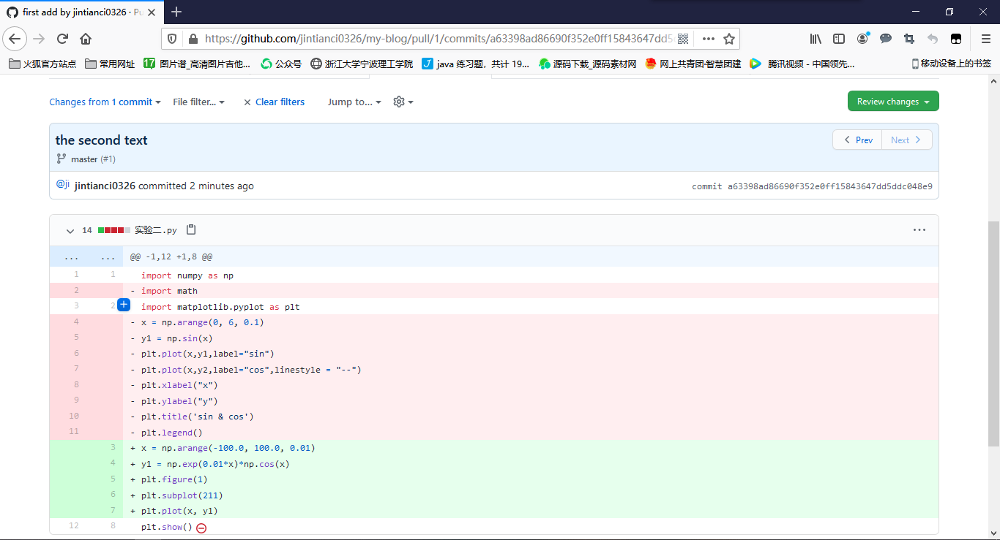 first add by jintianci0326 · Pu
https://github.com/jintianci0326/my-blog/pull/1/commits/a63398ad86690f352e0ff15843647dd5
火狐官方站点 常用网址 17 图片谱_高清图片吉他... 公众号 浙江大学宁波理工学院 J java 练习题，共计 19... 源码下载_源码素材网 网上共青团·智慧团建 腾讯视频 - 中国领先... 移动设备上的书签
Changes from 1 commit File filter... × Clear filters Jump to... Review changes
the second text Prev Next
master (#1)
@ji jintianci0326 committed 2 minutes ago commit a63398ad86690f352e0ff15843647dd5ddc048e9
14 实验二.py
... ... @@ -1,12 +1,8 @@
1 1 import numpy as np
2 - import math
3 2 + import matplotlib.pyplot as plt
4 - x = np.arange(0, 6, 0.1)
5 - y1 = np.sin(x)
6 - plt.plot(x,y1,label="sin")
7 - plt.plot(x,y2,label="cos",linestyle = "--")
8 - plt.xlabel("x")
9 - plt.ylabel("y")
10 - plt.title('sin & cos')
11 - plt.legend()
3 + x = np.arange(-100.0, 100.0, 0.01)
4 + y1 = np.exp(0.01*x)*np.cos(x)
5 + plt.figure(1)
6 + plt.subplot(211)
7 + plt.plot(x, y1)
12 8 plt.show()